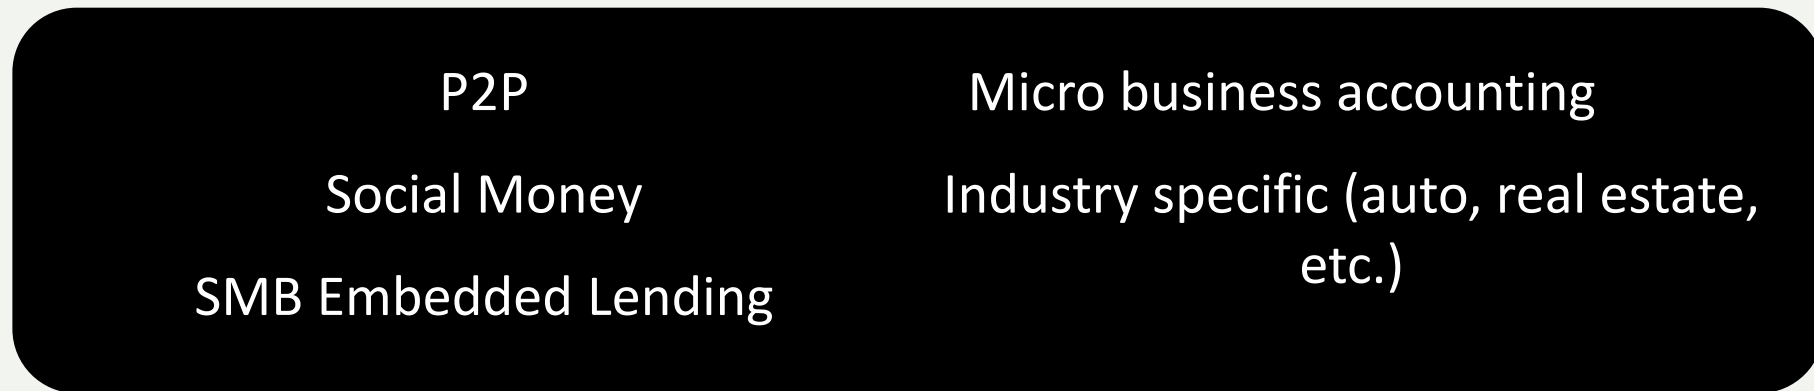 P2P
Social Money
SMB Embedded Lending
Micro business accounting
Industry specific (auto, real estate,
etc.)